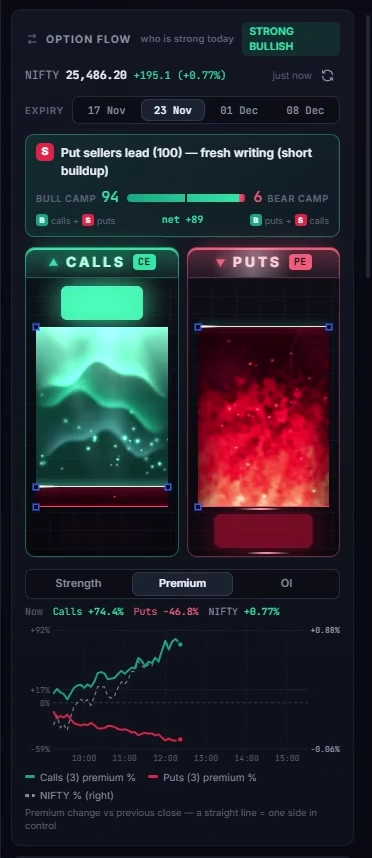 OPTION FLOW who is strong today STRONG
BULLISH
NIFTY 25,486.20 +195.1 (+0.77%) just now
EXPIRY 17 Nov 23 Nov 01 Dec 08 Dec
S Put sellers lead (100) — fresh writing (short
buildup)
BULL CAMP 94 6 BEAR CAMP
B calls + S puts net +89 B puts + S calls
▲ CALLS CE ▼ PUTS PE
Strength Premium OI
Now Calls +74.4% Puts -46.8% NIFTY +0.77%
+92% +0.88%
+17%
0%
-59% -0.06%
10:00 11:00 12:00 13:00 14:00 15:00
Calls (3) premium % Puts (3) premium %
NIFTY % (right)
Premium change vs previous close — a straight line = one side in
control